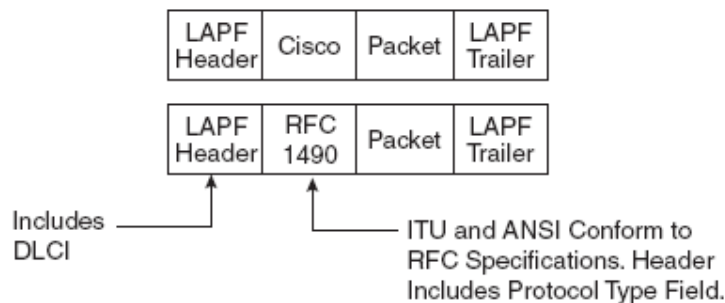 LAPF Header Cisco Packet LAPF Trailer
LAPF Header RFC 1490 Packet LAPF Trailer
Includes
DLCI
ITU and ANSI Conform to
RFC Specifications. Header
Includes Protocol Type Field.